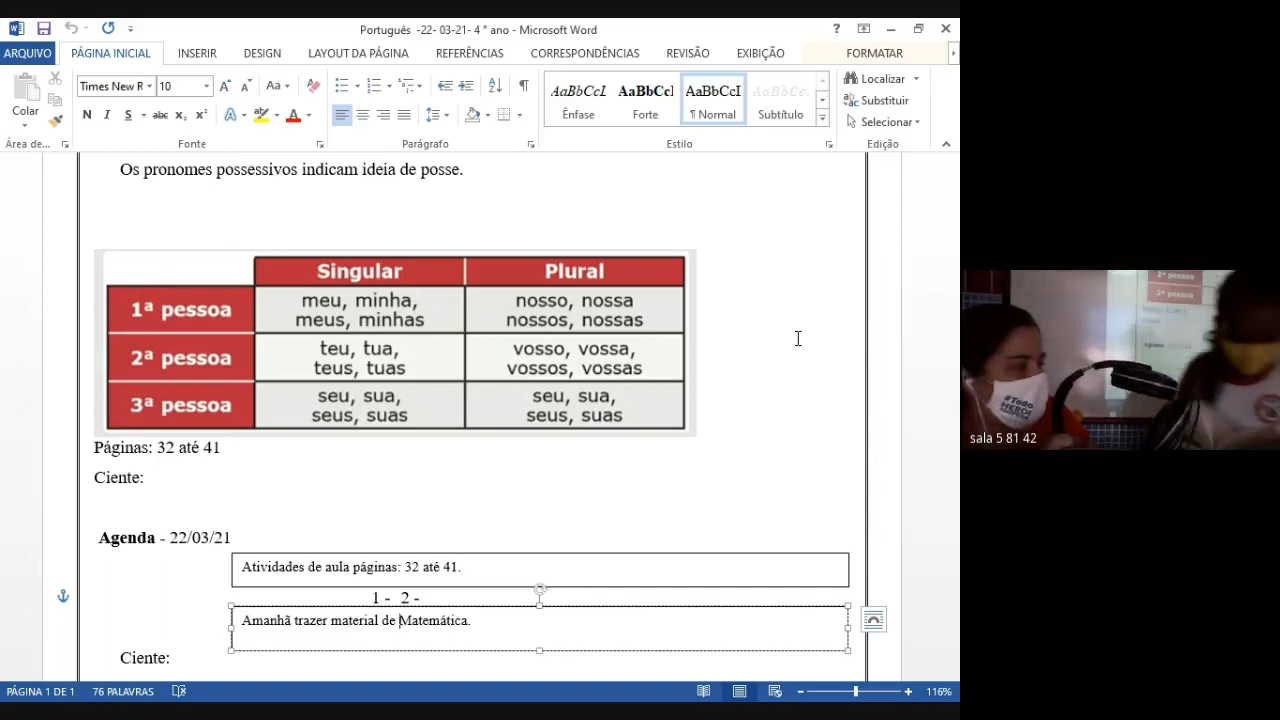 Português -22- 03-21- 4 ° ano - Microsoft Word
ARQUIVO PÁGINA INICIAL INSERIR DESIGN LAYOUT DA PÁGINA REFERÊNCIAS CORRESPONDÊNCIAS REVISÃO EXIBIÇÃO FORMATAR
Colar
Times New R 10
Aa
N I S abc x₂ x² A A
AaBbCcI AaBbCcI AaBbCcI AaBbCc.
Ênfase Forte ¶ Normal Subtítulo
Localizar
Substituir
Selecionar
Área de... Fonte Parágrafo Estilo Edição
Os pronomes possessivos indicam ideia de posse.
Singular Plural
1ª pessoa meu, minha, meus, minhas nosso, nossa nossos, nossas
2ª pessoa teu, tua, teus, tuas vosso, vossa, vossos, vossas
3ª pessoa seu, sua, seus, suas seu, sua, seus, suas
Páginas: 32 até 41
Ciente:
Agenda - 22/03/21
Atividades de aula páginas: 32 até 41.
1 - 2 -
Amanhã trazer material de Matemática.
Ciente:
PÁGINA 1 DE 1 76 PALAVRAS 116%
#Todo
HERÓI
sala 5 81 42